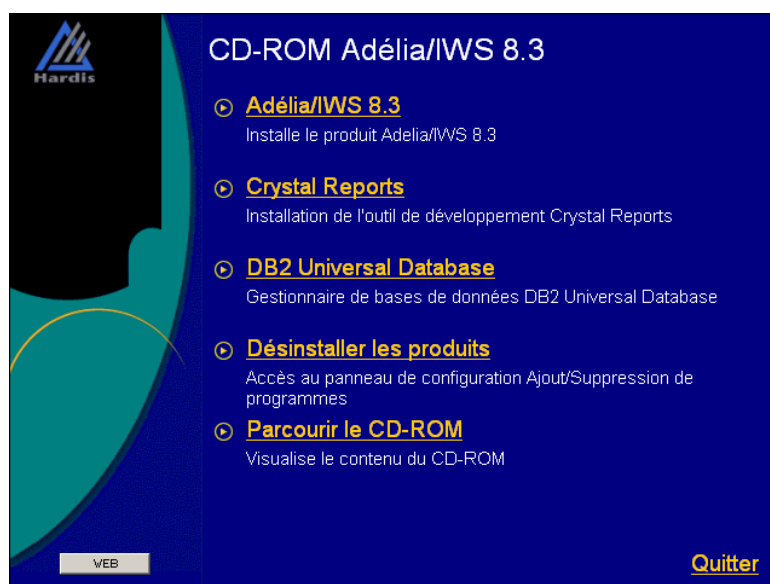 Hardis
CD-ROM Adélia/IWS 8.3
Adélia/IWS 8.3
Installe le produit Adelia/IWS 8.3
Crystal Reports
Installation de l'outil de développement Crystal Reports
DB2 Universal Database
Gestionnaire de bases de données DB2 Universal Database
Désinstaller les produits
Accès au panneau de configuration Ajout/Suppression de
programmes
Parcourir le CD-ROM
Visualise le contenu du CD-ROM
WEB
Quitter